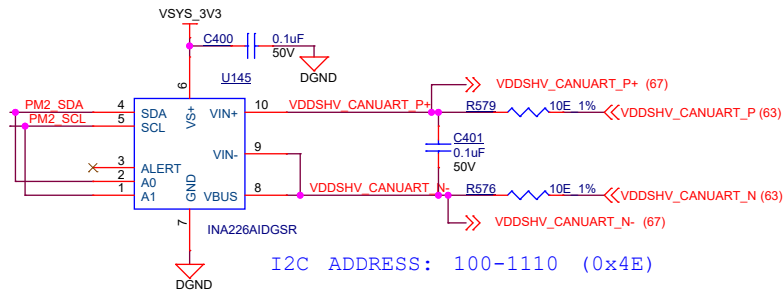 VSYS_3V3
C400
0.1uF
50V
DGND
U145
VDDSHV_CANUART_P+ (67)
6
VS+
PM2_SDA
4
SDA
VIN+
10
VDDSHV_CANUART_P+
R579
10E_1%
VDDSHV_CANUART_P (63)
PM2_SCL
5
SCL
C401
0.1uF
50V
VIN-
9
3
ALERT
2
A0
1
A1
GND
VBUS
8
VDDSHV_CANUART_N-
R576
10E_1%
VDDSHV_CANUART_N (63)
7
INA226AIDGSR
VDDSHV_CANUART_N- (67)
DGND
I2C ADDRESS: 100-1110 (0x4E)